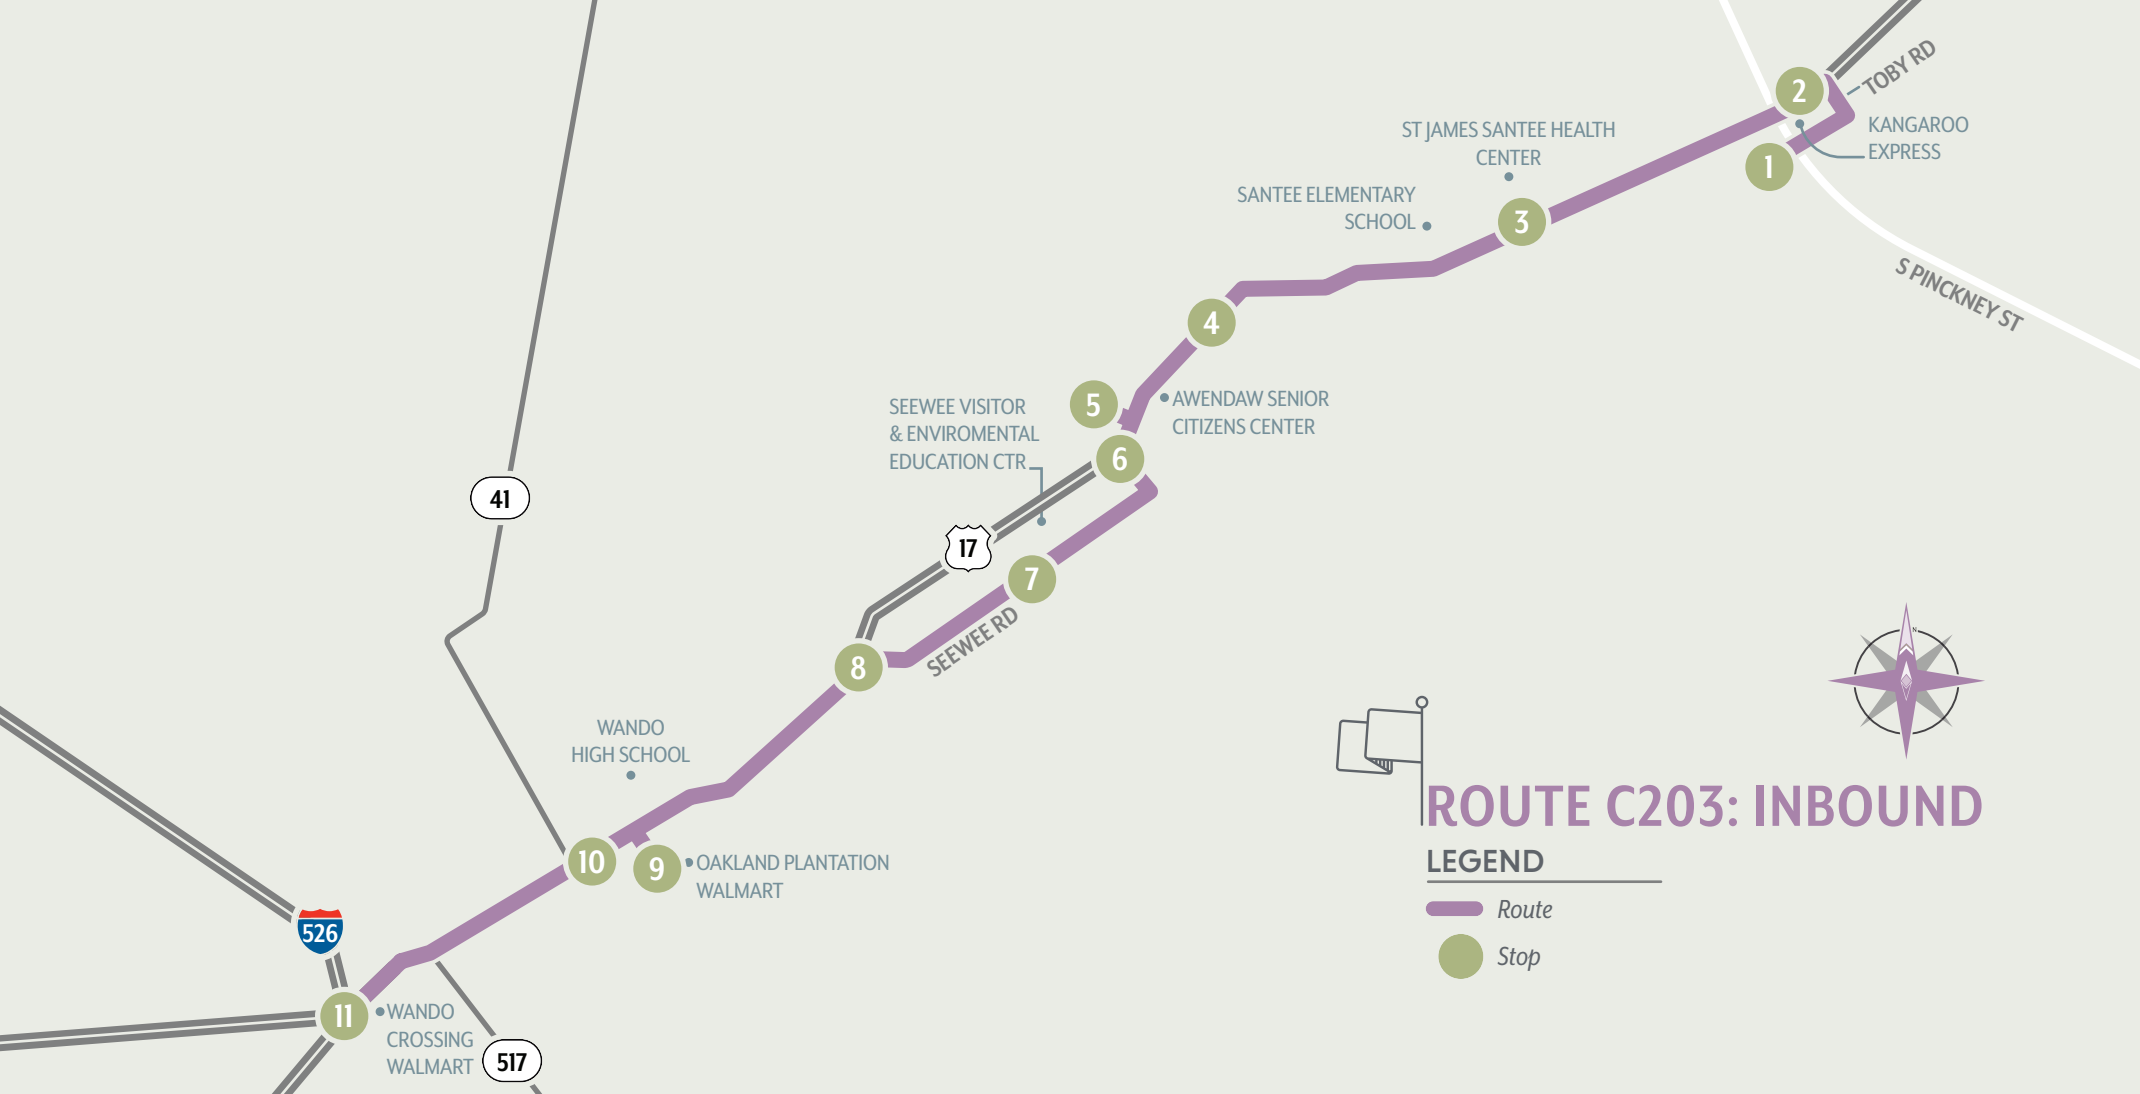 TOBY RD
2
KANGAROO
EXPRESS
1
ST JAMES SANTEE HEALTH
CENTER
SANTEE ELEMENTARY
SCHOOL
3
S PINCKNEY ST
4
5
AWENDAW SENIOR
CITIZENS CENTER
SEEWEE VISITOR
& ENVIROMENTAL
EDUCATION CTR
6
41
17
7
SEEWEE RD
8
WANDO
HIGH SCHOOL
10
9
OAKLAND PLANTATION
WALMART
526
11
WANDO
CROSSING
WALMART
517
N
ROUTE C203: INBOUND
LEGEND
Route
Stop